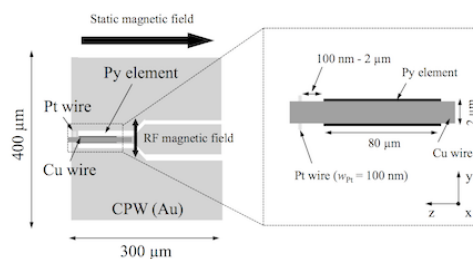 Static magnetic field
100 nm - 2 μm
Py element
Py element
Pt wire
RF magnetic field
Cu wire
400 μm
2 μm
80 μm
Cu wire
Pt wire (wPt = 100 nm)
y
z
x
CPW (Au)
300 μm